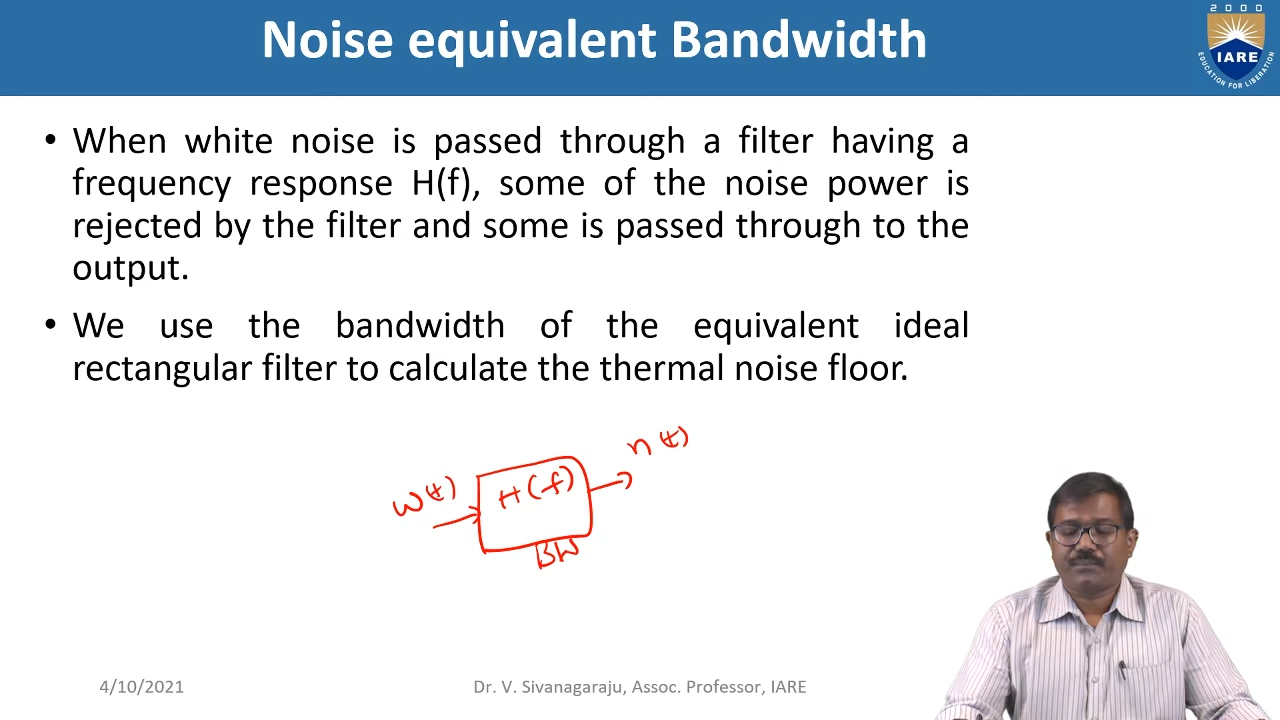 Noise equivalent Bandwidth
2000
IARE
EDUCATION FOR LIBERATION
• When white noise is passed through a filter having a
frequency response H(f), some of the noise power is
rejected by the filter and some is passed through to the
output.
• We use the bandwidth of the equivalent ideal
rectangular filter to calculate the thermal noise floor.
n(t)
w(t)
H(f)
BW
4/10/2021
Dr. V. Sivanagaraju, Assoc. Professor, IARE